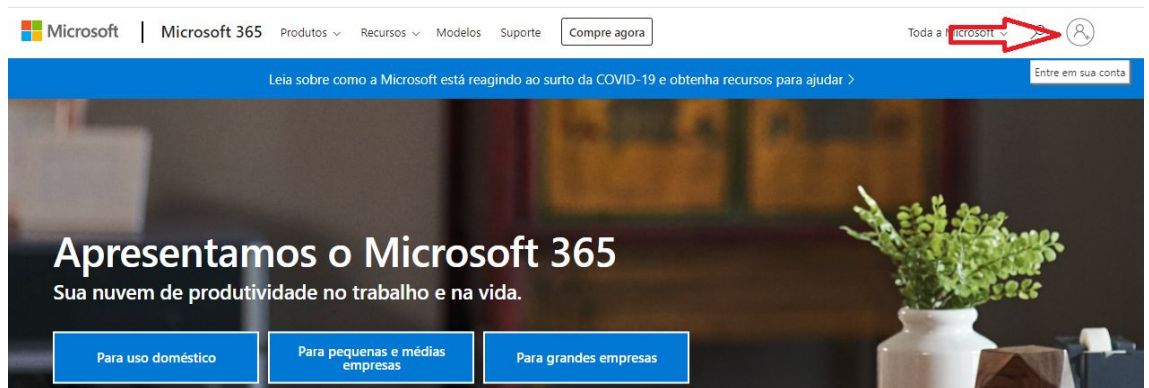 Microsoft | Microsoft 365 Produtos Recursos Modelos Suporte Compre agora Toda a Microsoft
Entre em sua conta
Leia sobre como a Microsoft está reagindo ao surto da COVID-19 e obtenha recursos para ajudar >
Apresentamos o Microsoft 365
Sua nuvem de produtividade no trabalho e na vida.
Para uso doméstico
Para pequenas e médias
empresas
Para grandes empresas